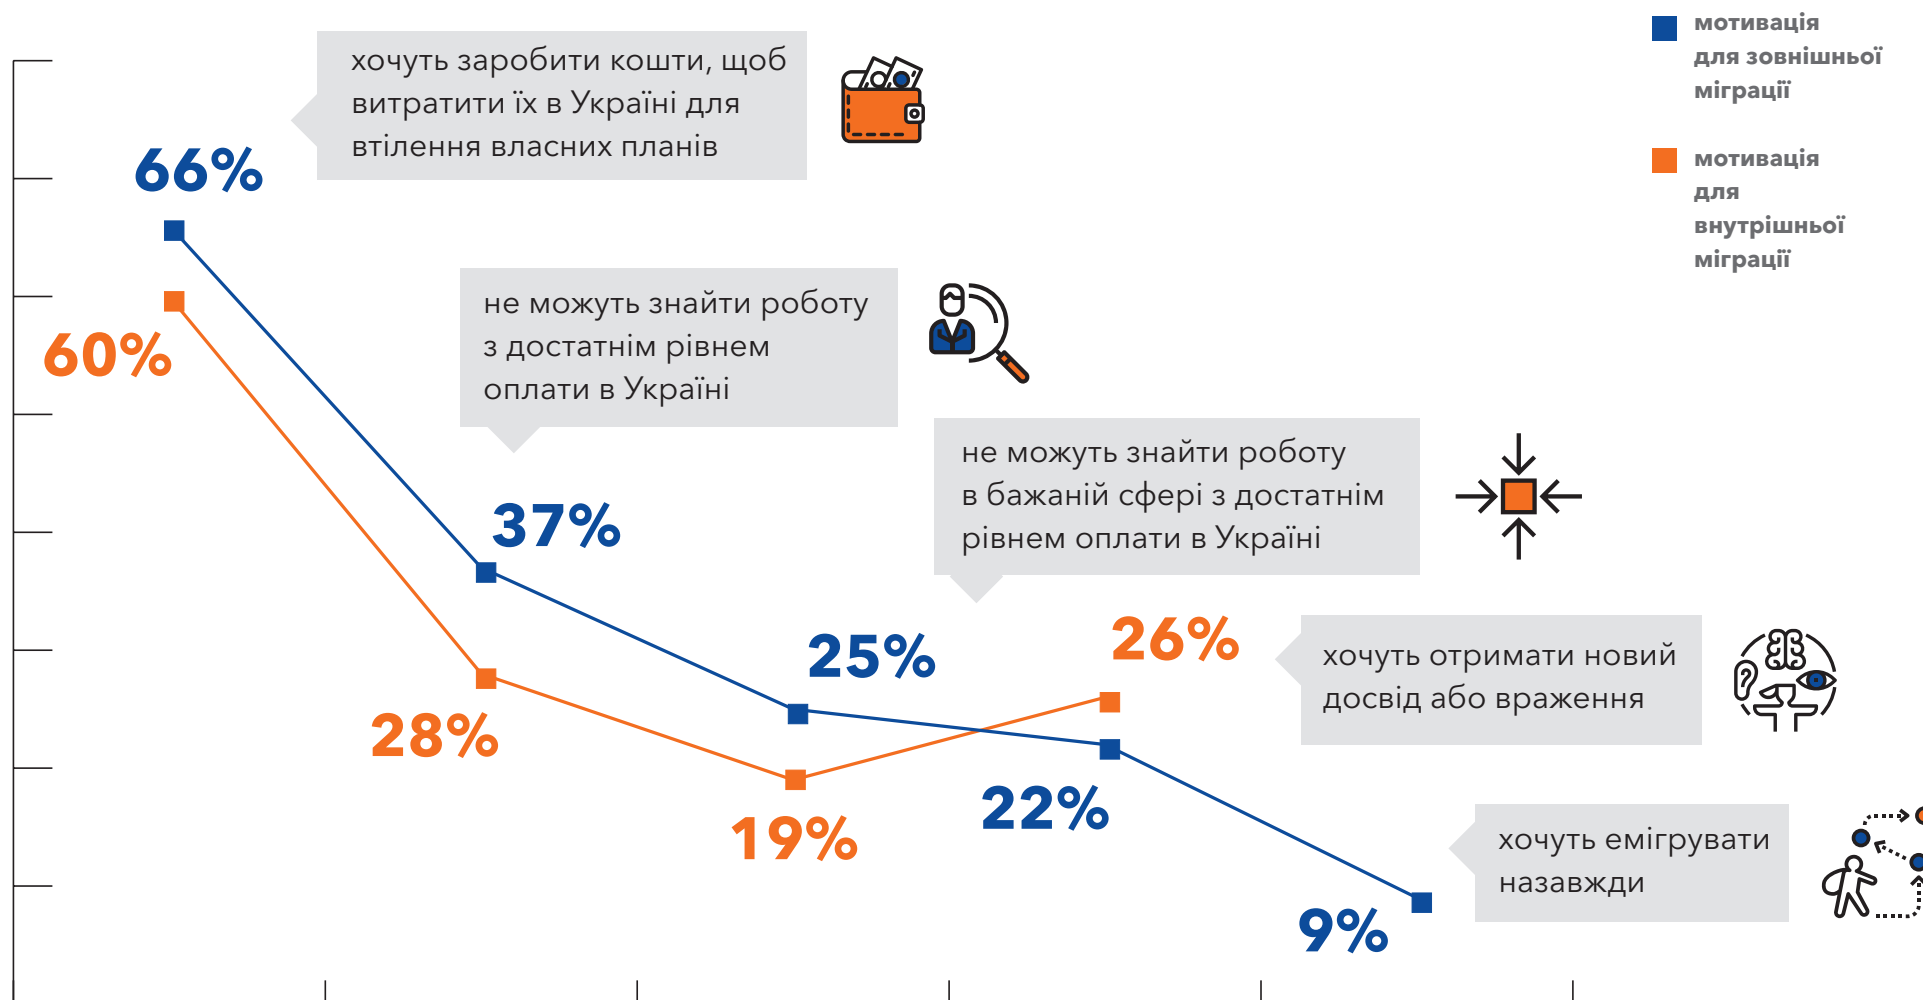 мотивація
для зовнішньої
міграції
мотивація
для
внутрішньої
міграції
хочуть заробити кошти, щоб
витратити їх в Україні для
втілення власних планів
66%
60%
не можуть знайти роботу
з достатнім рівнем
оплати в Україні
37%
28%
не можуть знайти роботу
в бажаній сфері з достатнім
рівнем оплати в Україні
25%
19%
26%
22%
хочуть отримати новий
досвід або враження
хочуть емігрувати
назавжди
9%